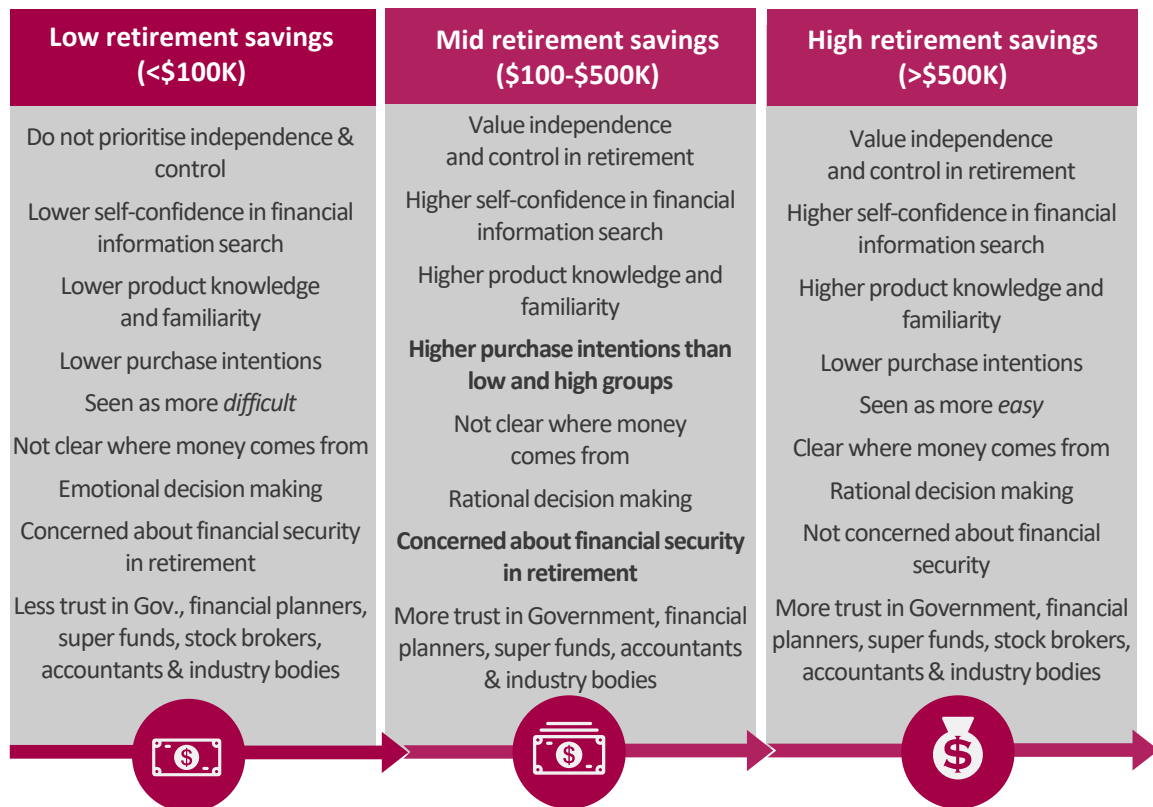 Low retirement savings
(<$100K)
Do not prioritise independence &
control
Lower self-confidence in financial
information search
Lower product knowledge
and familiarity
Lower purchase intentions
Seen as more difficult
Not clear where money comes from
Emotional decision making
Concerned about financial security
in retirement
Less trust in Gov., financial planners,
super funds, stock brokers,
accountants & industry bodies
$
Mid retirement savings
($100-$500K)
Value independence
and control in retirement
Higher self-confidence in financial
information search
Higher product knowledge and
familiarity
Higher purchase intentions than
low and high groups
Not clear where money
comes from
Rational decision making
Concerned about financial security
in retirement
More trust in Government, financial
planners, super funds, accountants
& industry bodies
$
High retirement savings
(>$500K)
Value independence
and control in retirement
Higher self-confidence in financial
information search
Higher product knowledge and
familiarity
Lower purchase intentions
Seen as more easy
Clear where money comes from
Rational decision making
Not concerned about financial
security
More trust in Government, financial
planners, super funds, stock brokers,
accountants & industry bodies
$